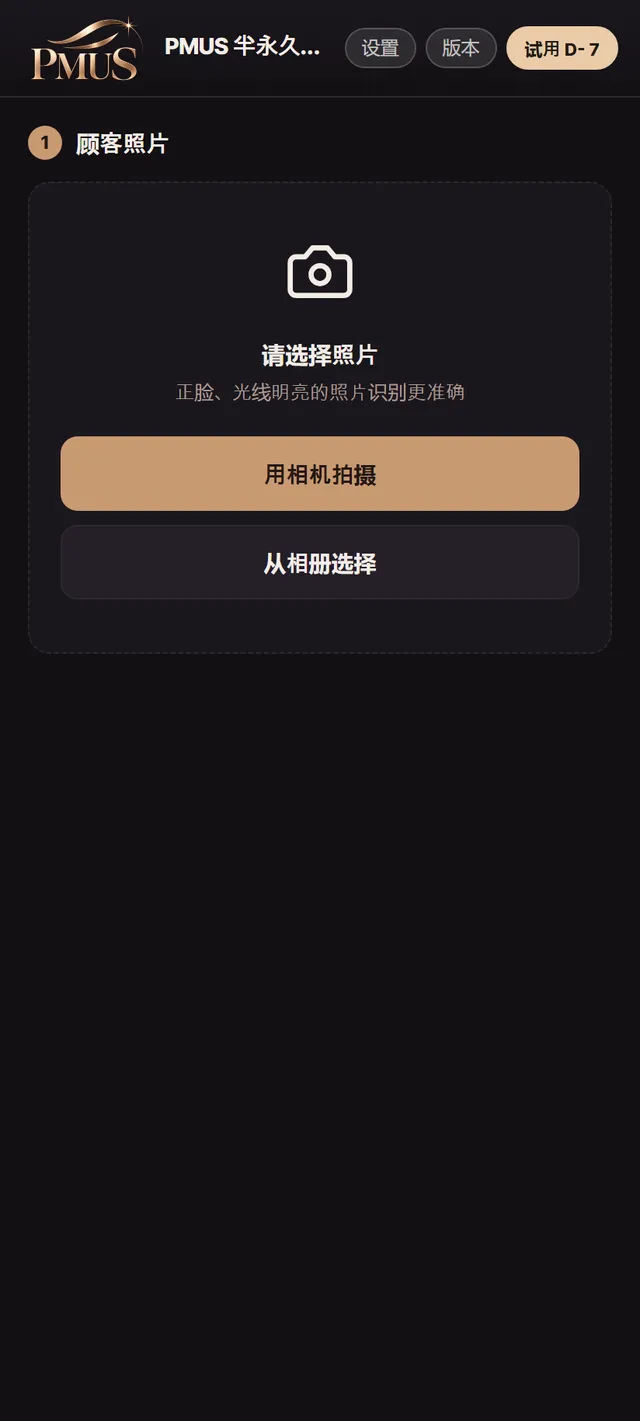 PMUS
PMUS 半永久...
设置
版本
试用 D-7
1 顾客照片
请选择照片
正脸、光线明亮的照片识别更准确
用相机拍摄
从相册选择